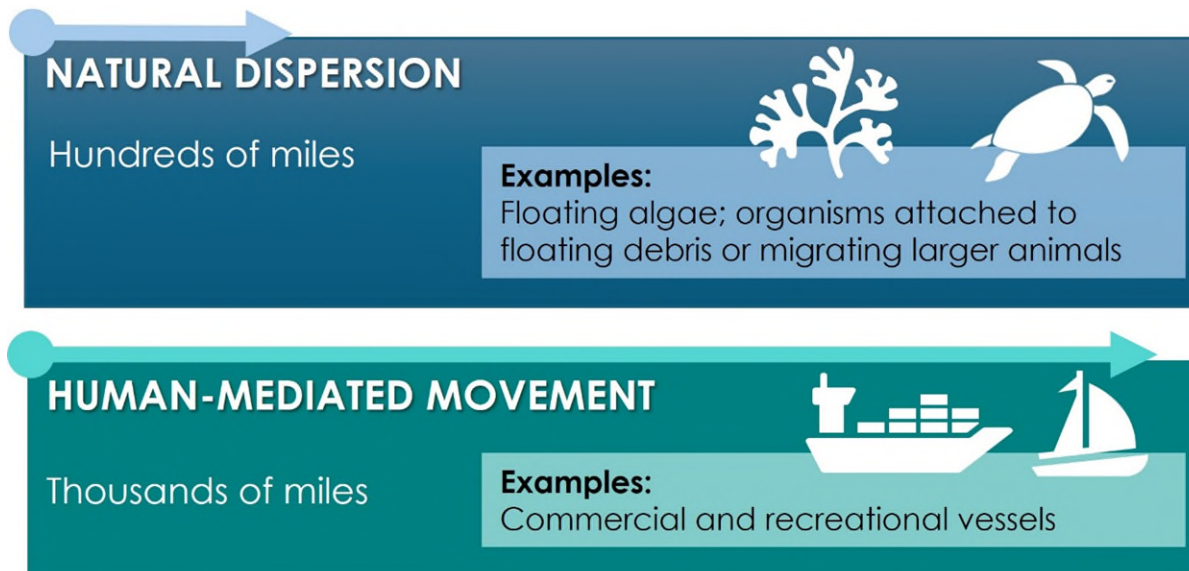 NATURAL DISPERSION
Hundreds of miles
Examples:
Floating algae; organisms attached to
floating debris or migrating larger animals
HUMAN-MEDIATED MOVEMENT
Thousands of miles
Examples:
Commercial and recreational vessels